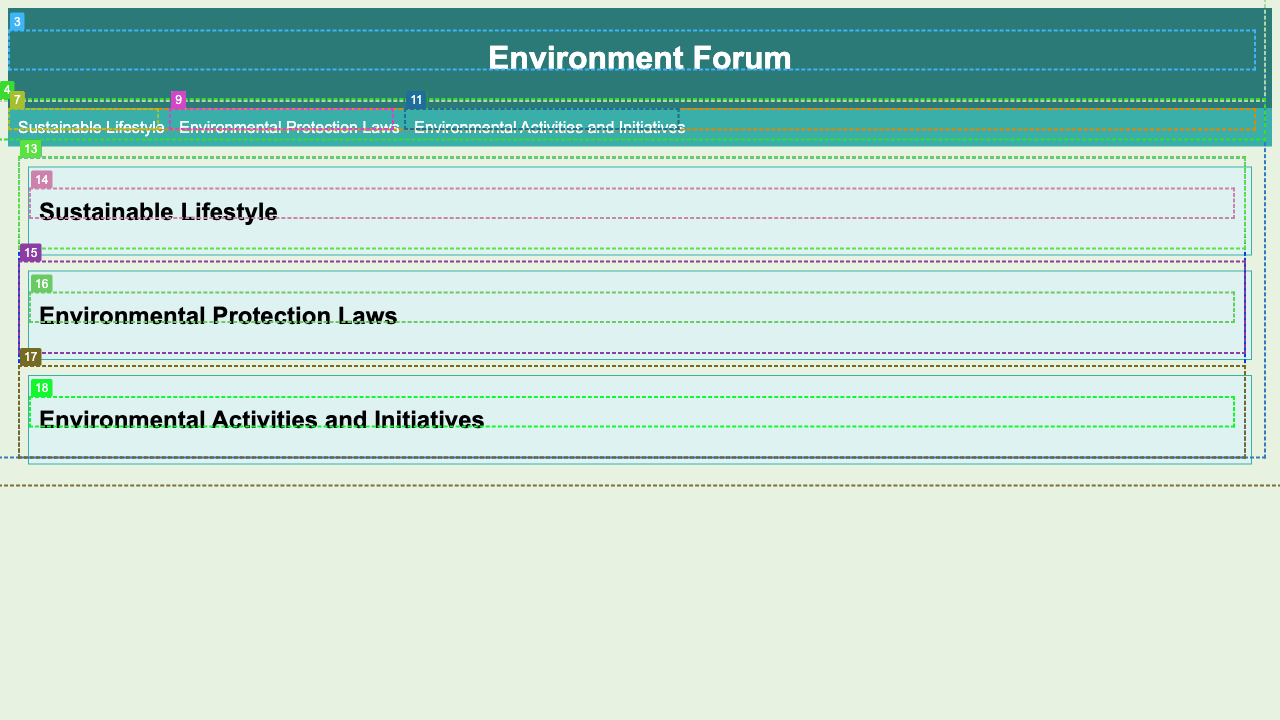 3
Environment Forum
4
7
9
11
Sustainable Lifestyle Environmental Protection Laws Environmental Activities and Initiatives
13
14
Sustainable Lifestyle
15
16
Environmental Protection Laws
17
18
Environmental Activities and Initiatives